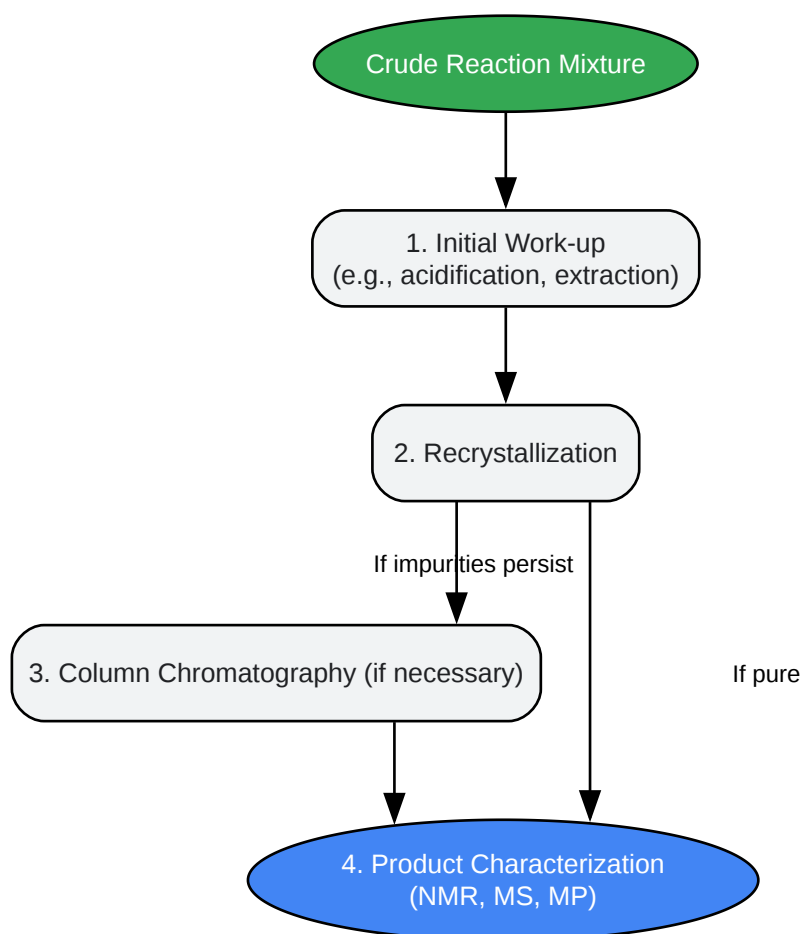 Crude Reaction Mixture
1. Initial Work-up
(e.g., acidification, extraction)
2. Recrystallization
If impurities persist
3. Column Chromatography (if necessary)
If pure
4. Product Characterization
(NMR, MS, MP)